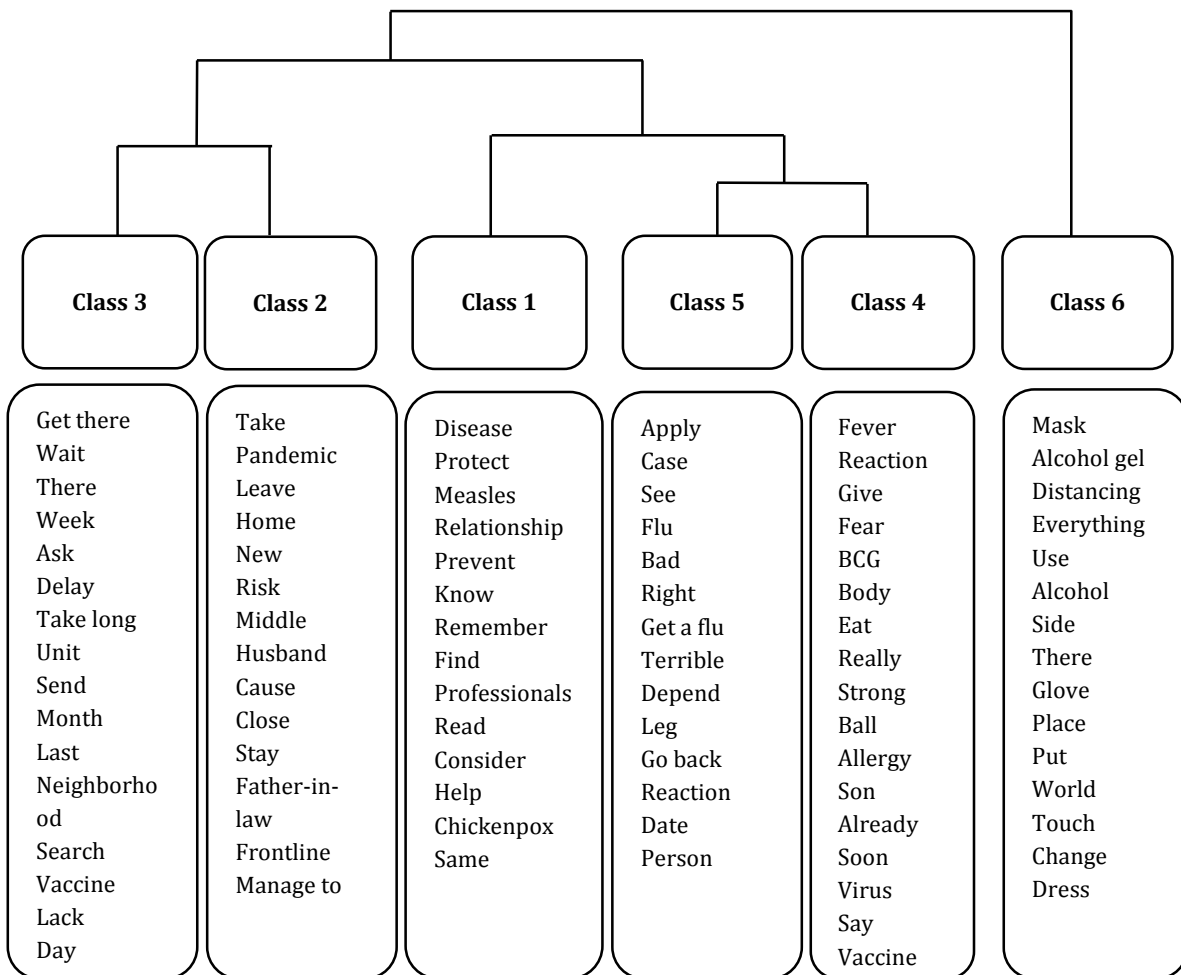 Class 3
Class 2
Class 1
Class 5
Class 4
Class 6
Get there
Wait
There
Week
Ask
Delay
Take long
Unit
Send
Month
Last
Neighborho
od
Search
Vaccine
Lack
Day
Take
Pandemic
Leave
Home
New
Risk
Middle
Husband
Cause
Close
Stay
Father-in-
law
Frontline
Manage to
Disease
Protect
Measles
Relationship
Prevent
Know
Remember
Find
Professionals
Read
Consider
Help
Chickenpox
Same
Apply
Case
See
Flu
Bad
Right
Get a flu
Terrible
Depend
Leg
Go back
Reaction
Date
Person
Fever
Reaction
Give
Fear
BCG
Body
Eat
Really
Strong
Ball
Allergy
Son
Already
Soon
Virus
Say
Vaccine
Mask
Alcohol gel
Distancing
Everything
Use
Alcohol
Side
There
Glove
Place
Put
World
Touch
Change
Dress